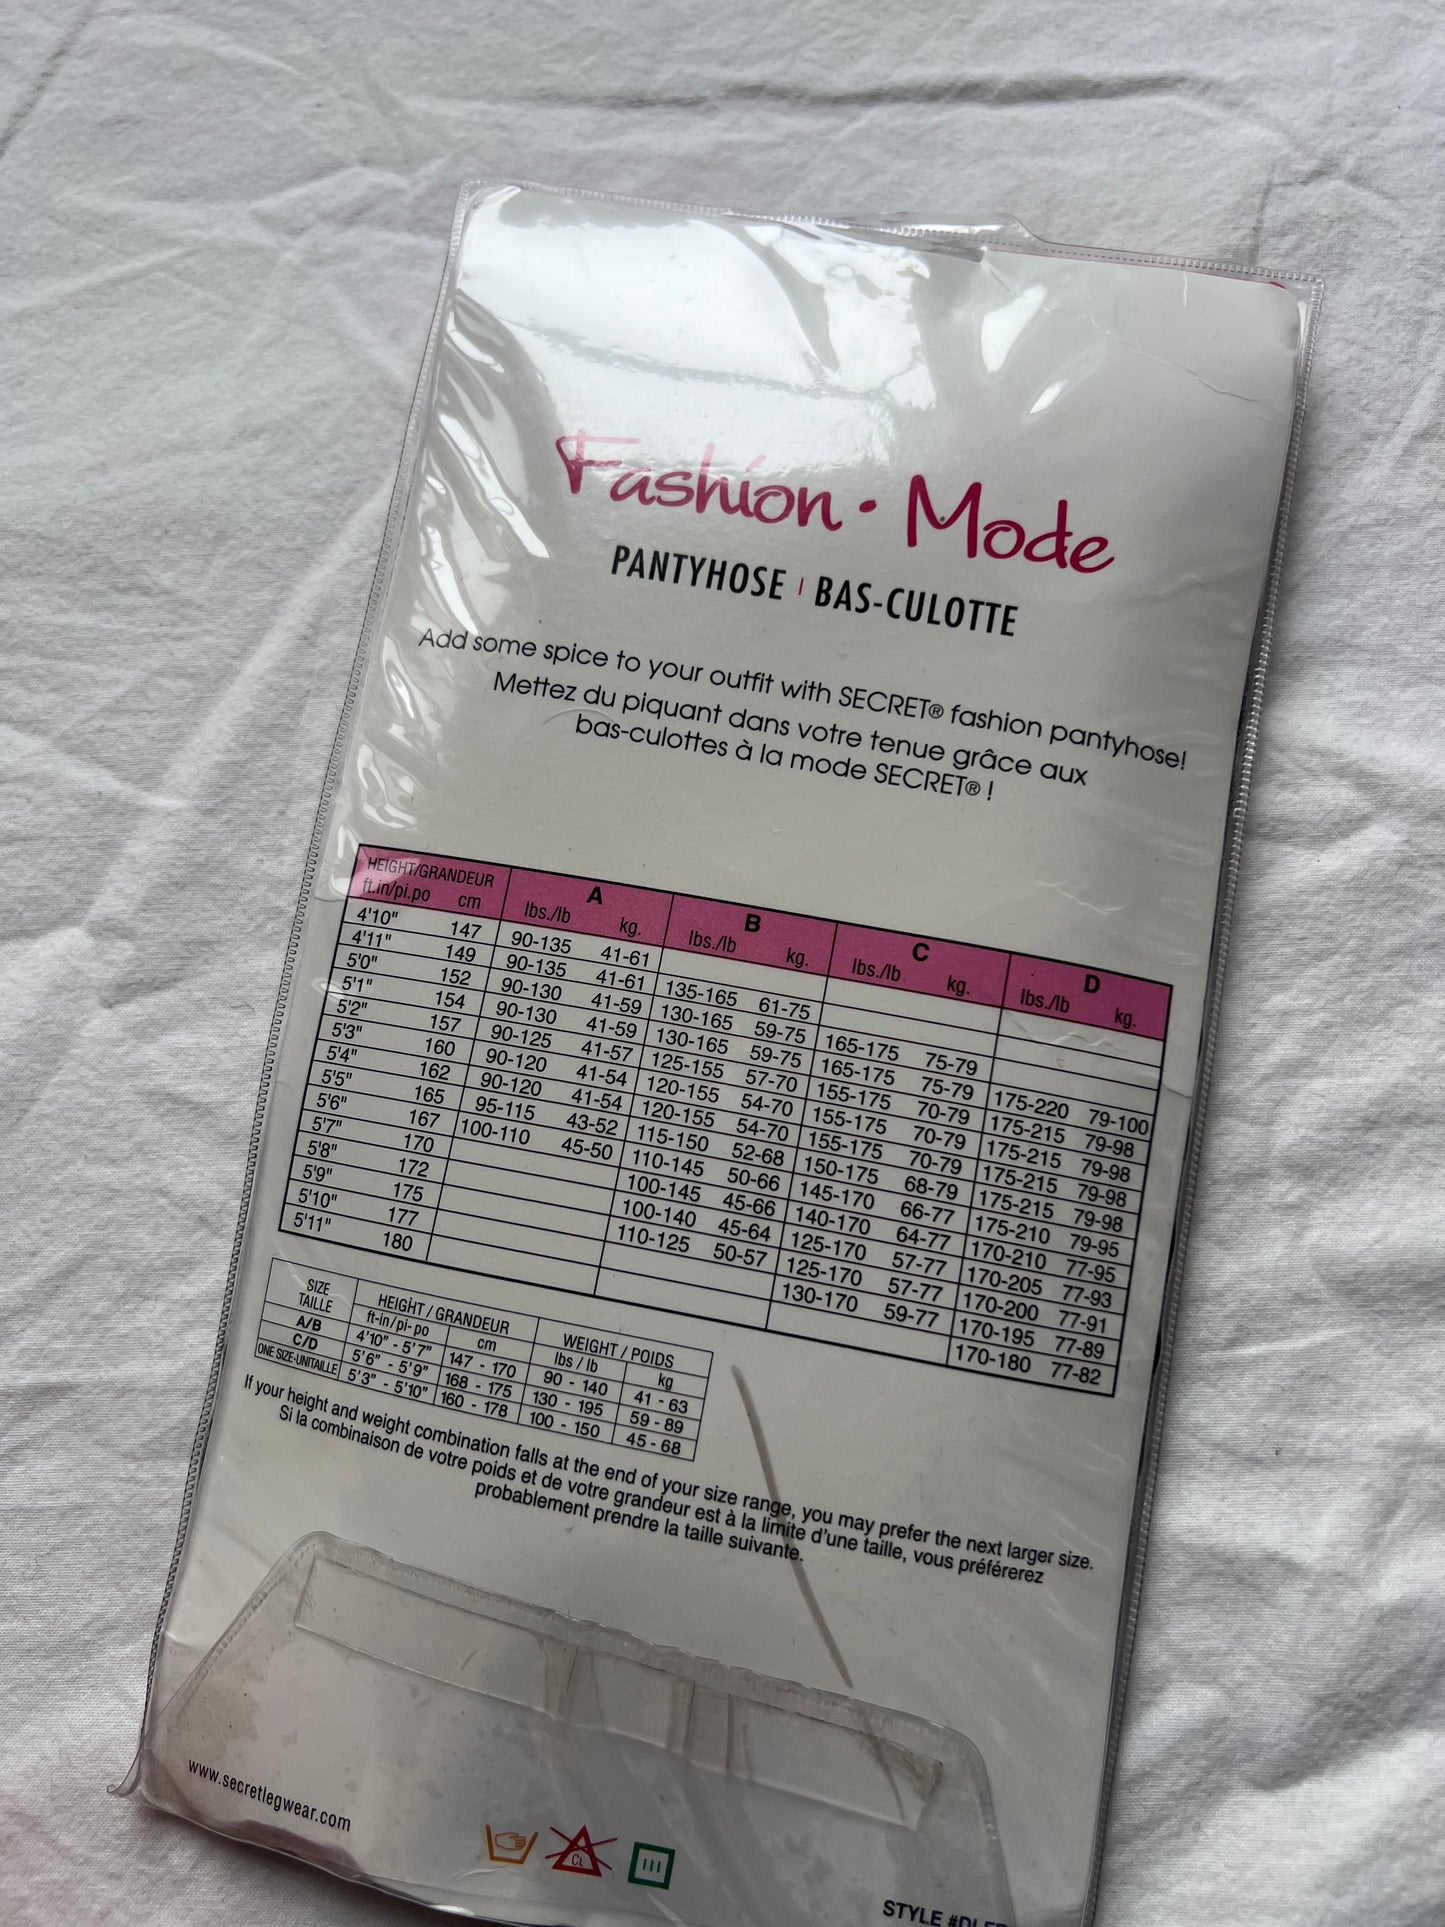 Fashion • Mode
PANTYHOSE | BAS-CULOTTE
Add some spice to your outfit with SECRET® fashion pantyhose!
Mettez du piquant dans votre tenue grâce aux
bas-culottes à la mode SECRET® !
HEIGHT/GRANDEUR A B C D
ft.in/pi.po cm lbs./lb kg. lbs./lb kg. lbs./lb kg. lbs./lb kg.
4'10" 147 90-135 41-61
4'11" 149 90-135 41-61 135-165 61-75
5'0" 152 90-130 41-59 130-165 59-75 165-175 75-79
5'1" 154 90-130 41-59 130-165 59-75 165-175 75-79 175-220 79-100
5'2" 157 90-125 41-57 125-155 57-70 155-175 70-79 175-215 79-98
5'3" 160 90-120 41-54 120-155 54-70 155-175 70-79 175-215 79-98
5'4" 162 90-120 41-54 120-155 54-70 155-175 70-79 175-215 79-98
5'5" 165 95-115 43-52 115-150 52-68 150-175 68-79 175-215 79-98
5'6" 167 100-110 45-50 110-145 50-66 145-170 66-77 175-210 79-95
5'7" 170 100-145 45-66 140-170 64-77 170-210 77-95
5'8" 172 100-140 45-64 125-170 57-77 170-205 77-93
5'9" 175 110-125 50-57 125-170 57-77 170-200 77-91
5'10" 177 130-170 59-77 170-195 77-89
5'11" 180 170-180 77-82
SIZE HEIGHT / GRANDEUR WEIGHT / POIDS
TAILLE ft-in/pi-po cm lbs / lb kg
A/B 4'10" - 5'7" 147 - 170 90 - 140 41 - 63
C/D 5'6" - 5'9" 168 - 175 130 - 195 59 - 89
ONE SIZE-UNITAILLE 5'3" - 5'10" 160 - 178 100 - 150 45 - 68
If your height and weight combination falls at the end of your size range, you may prefer the next larger size.
Si la combinaison de votre poids et de votre grandeur est à la limite d'une taille, vous préférerez
probablement prendre la taille suivante.
www.secretlegwear.com
CL
STYLE